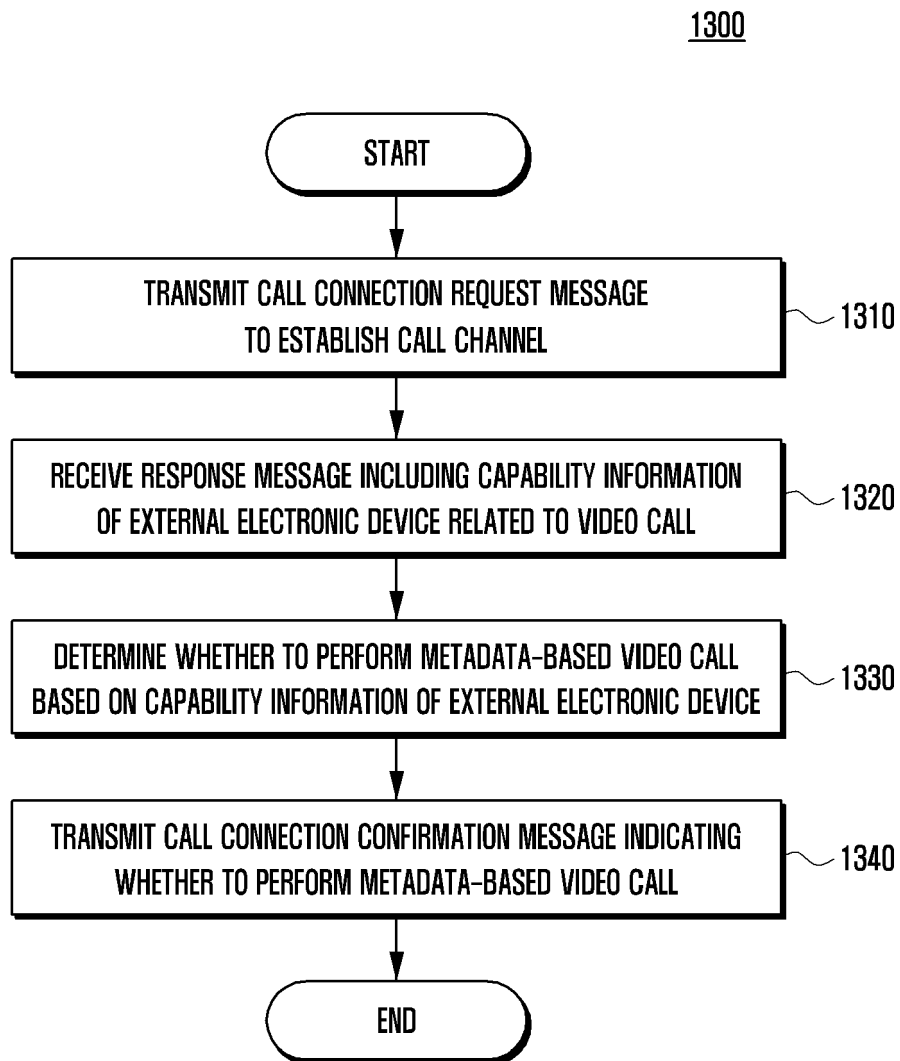 1300
START
TRANSMIT CALL CONNECTION REQUEST MESSAGE
TO ESTABLISH CALL CHANNEL
1310
RECEIVE RESPONSE MESSAGE INCLUDING CAPABILITY INFORMATION
OF EXTERNAL ELECTRONIC DEVICE RELATED TO VIDEO CALL
1320
DETERMINE WHETHER TO PERFORM METADATA-BASED VIDEO CALL
BASED ON CAPABILITY INFORMATION OF EXTERNAL ELECTRONIC DEVICE
1330
TRANSMIT CALL CONNECTION CONFIRMATION MESSAGE INDICATING
WHETHER TO PERFORM METADATA-BASED VIDEO CALL
1340
END